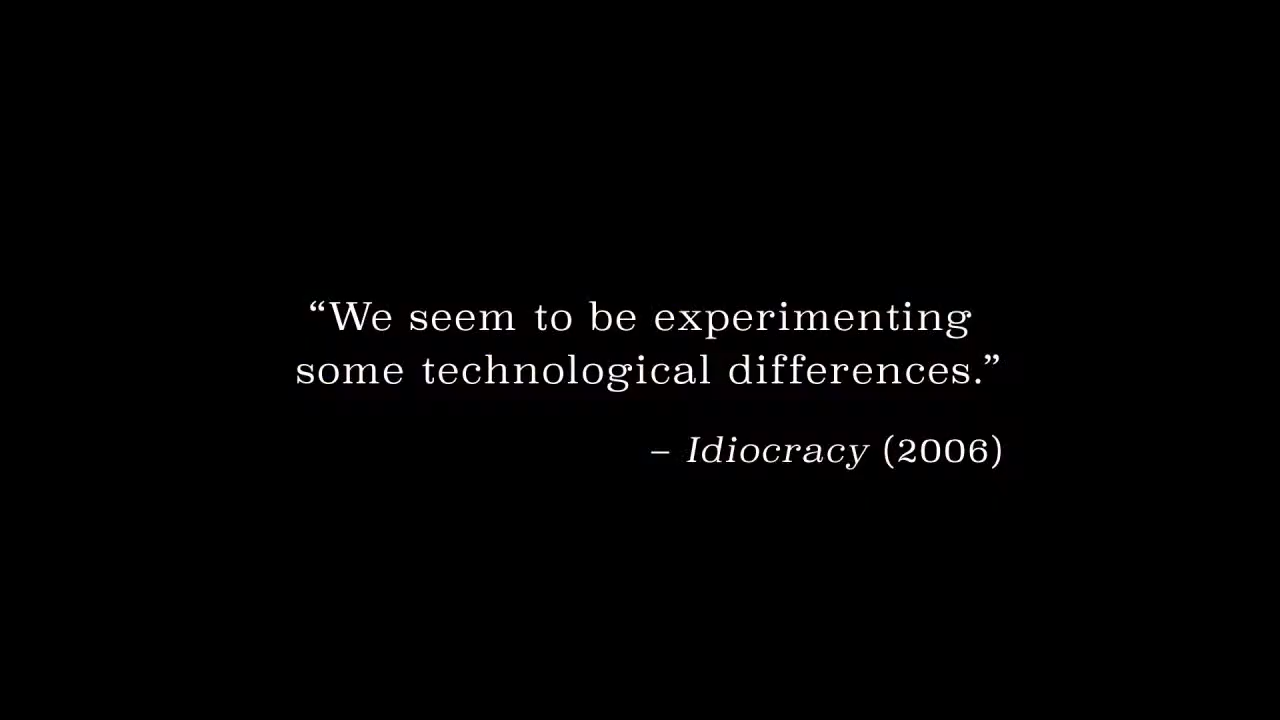 “We seem to be experimenting
some technological differences.”
– Idiocracy (2006)